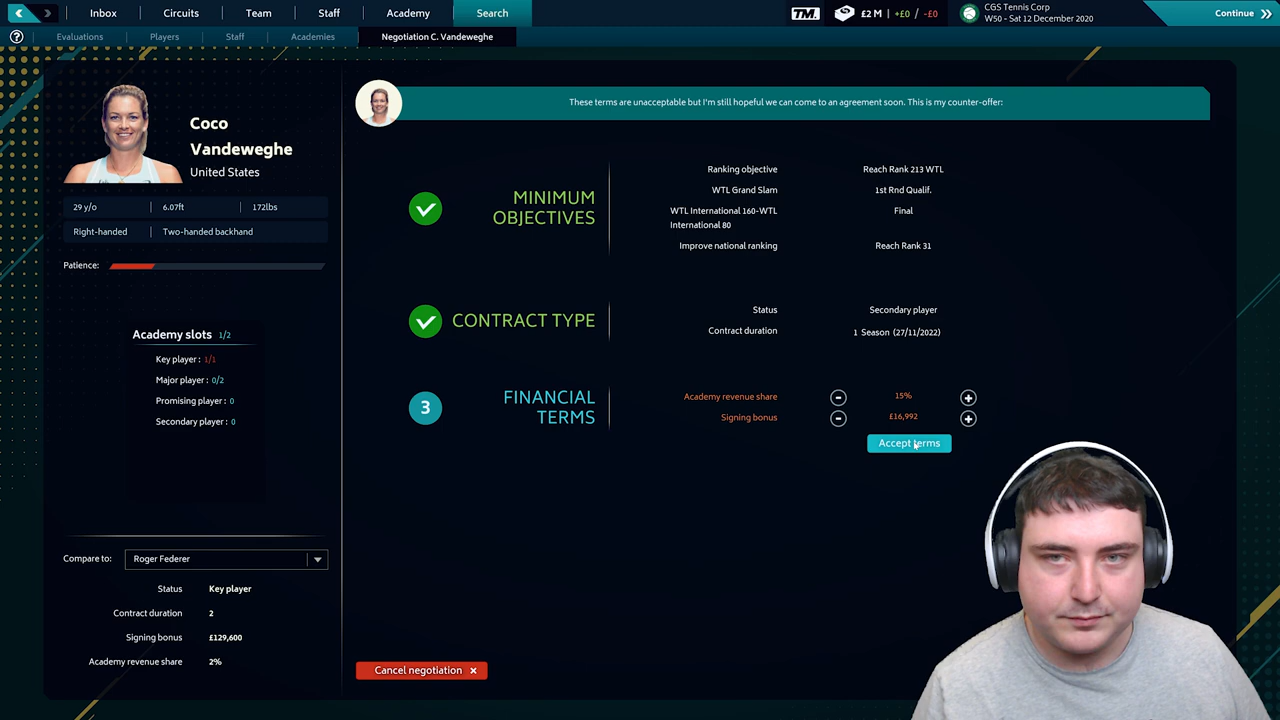 Inbox
Circuits
Team
Staff
Academy
Search
TM.
£2 M | +£0 / -£0
CGS Tennis Corp
W50 - Sat 12 December 2020
Continue
?
Evaluations
Players
Staff
Academies
Negotiation C. Vandeweghe
Coco
Vandeweghe
United States
29 y/o
6.07ft
172lbs
Right-handed
Two-handed backhand
Patience:
Academy slots 1/2
Key player : 1/1
Major player : 0/2
Promising player : 0
Secondary player : 0
Compare to:
Roger Federer
Status Key player
Contract duration 2
Signing bonus £129,600
Academy revenue share 2%
These terms are unacceptable but I'm still hopeful we can come to an agreement soon. This is my counter-offer:
MINIMUM
OBJECTIVES
Ranking objective Reach Rank 213 WTL
WTL Grand Slam 1st Rnd Qualif.
WTL International 160-WTL Final
International 80
Improve national ranking Reach Rank 31
CONTRACT TYPE
Status Secondary player
Contract duration 1 Season (27/11/2022)
3
FINANCIAL
TERMS
Academy revenue share - 15% +
Signing bonus - £16,992 +
Accept terms
Cancel negotiation x